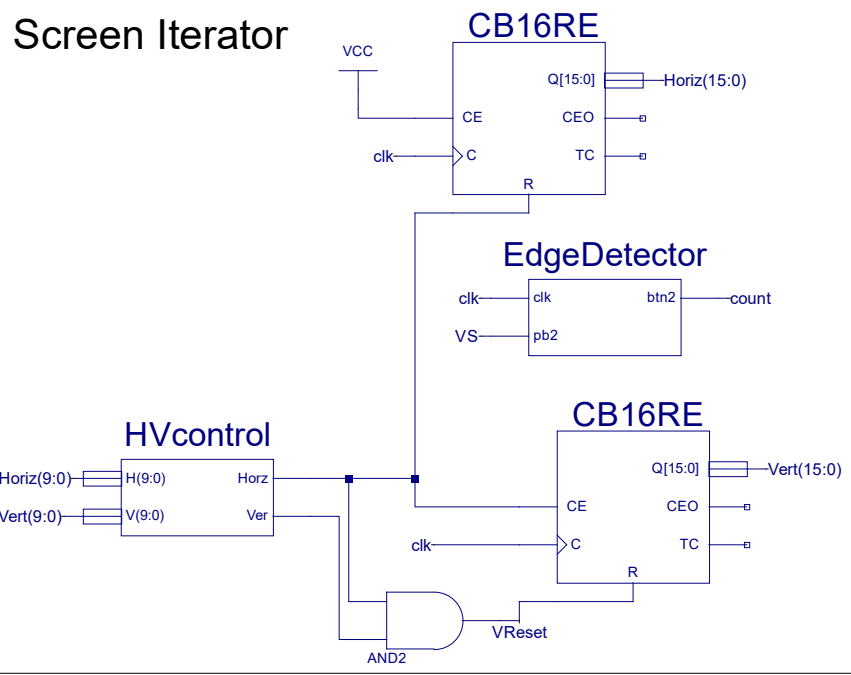 Screen Iterator
CB16RE
VCC
Q[15:0]
Horiz(15:0)
CE
CEO
clk
C
TC
R
EdgeDetector
clk
clk
btn2
count
VS
pb2
CB16RE
HVcontrol
Q[15:0]
Vert(15:0)
Horiz(9:0)
H(9:0)
Horz
CE
CEO
Vert(9:0)
V(9:0)
Ver
clk
C
TC
R
VReset
AND2